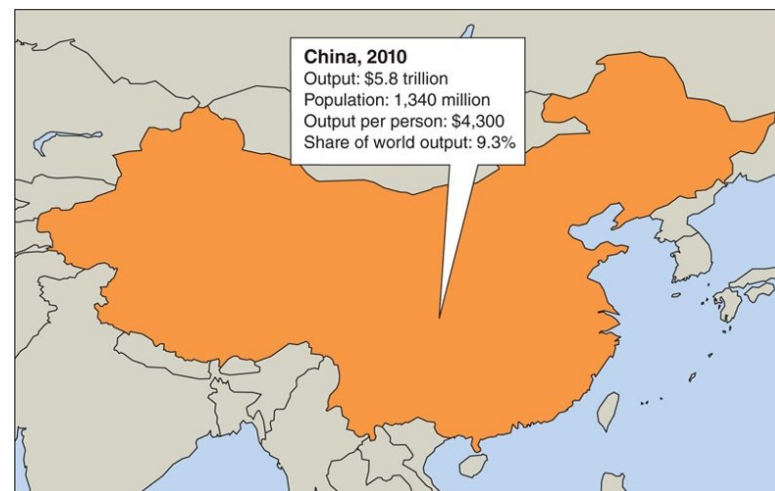 China, 2010
Output: $5.8 trillion
Population: 1,340 million
Output per person: $4,300
Share of world output: 9.3%